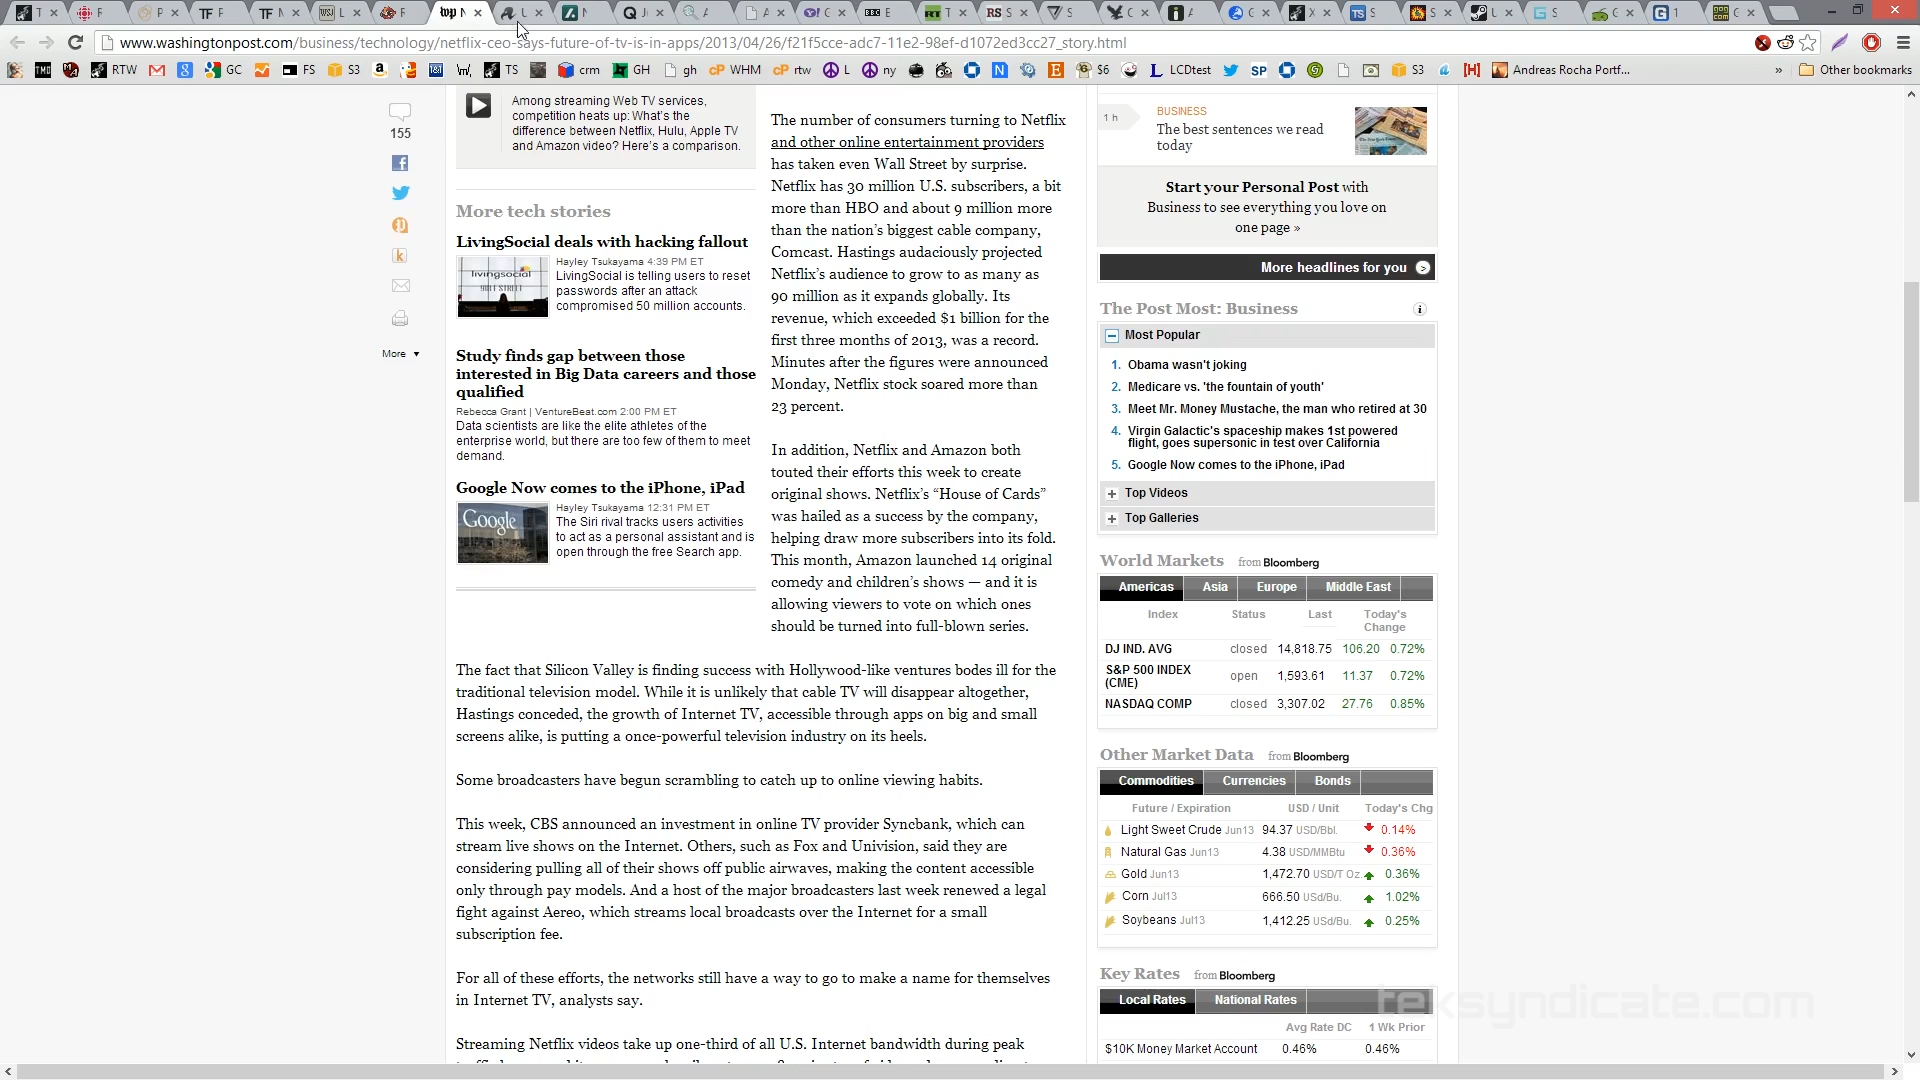 www.washingtonpost.com/business/technology/netflix-ceo-says-future-of-tv-is-in-apps/2013/04/26/f21f5cce-adc7-11e2-98ef-d1072ed3cc27_story.html
RTW
GC
FS
S3
TS
crm
GH
gh
WHM
rtw
L
ny
$6
LCDtest
SP
S3
Andreas Rocha Portf...
»
Other bookmarks
155
More
Among streaming Web TV services,
competition heats up: What's the
difference between Netflix, Hulu, Apple TV
and Amazon video? Here's a comparison.
More tech stories
LivingSocial deals with hacking fallout
Hayley Tsukayama 4:39 PM ET
LivingSocial is telling users to reset
passwords after an attack
compromised 50 million accounts.
livingsocial
Study finds gap between those
interested in Big Data careers and those
qualified
Rebecca Grant | VentureBeat.com 2:00 PM ET
Data scientists are like the elite athletes of the
enterprise world, but there are too few of them to meet
demand.
Google Now comes to the iPhone, iPad
Hayley Tsukayama 12:31 PM ET
The Siri rival tracks users activities
to act as a personal assistant and is
open through the free Search app.
Google
The number of consumers turning to Netflix
and other online entertainment providers
has taken even Wall Street by surprise.
Netflix has 30 million U.S. subscribers, a bit
more than HBO and about 9 million more
than the nation’s biggest cable company,
Comcast. Hastings audaciously projected
Netflix’s audience to grow to as many as
90 million as it expands globally. Its
revenue, which exceeded $1 billion for the
first three months of 2013, was a record.
Minutes after the figures were announced
Monday, Netflix stock soared more than
23 percent.
In addition, Netflix and Amazon both
touted their efforts this week to create
original shows. Netflix’s “House of Cards”
was hailed as a success by the company,
helping draw more subscribers into its fold.
This month, Amazon launched 14 original
comedy and children’s shows — and it is
allowing viewers to vote on which ones
should be turned into full-blown series.
The fact that Silicon Valley is finding success with Hollywood-like ventures bodes ill for the
traditional television model. While it is unlikely that cable TV will disappear altogether,
Hastings conceded, the growth of Internet TV, accessible through apps on big and small
screens alike, is putting a once-powerful television industry on its heels.
Some broadcasters have begun scrambling to catch up to online viewing habits.
This week, CBS announced an investment in online TV provider Syncbank, which can
stream live shows on the Internet. Others, such as Fox and Univision, said they are
considering pulling all of their shows off public airwaves, making the content accessible
only through pay models. And a host of the major broadcasters last week renewed a legal
fight against Aereo, which streams local broadcasts over the Internet for a small
subscription fee.
For all of these efforts, the networks still have a way to go to make a name for themselves
in Internet TV, analysts say.
Streaming Netflix videos take up one-third of all U.S. Internet bandwidth during peak
1 h
BUSINESS
The best sentences we read
today
Start your Personal Post with
Business to see everything you love on
one page »
More headlines for you
The Post Most: Business
Most Popular
1. Obama wasn't joking
2. Medicare vs. 'the fountain of youth'
3. Meet Mr. Money Mustache, the man who retired at 30
4. Virgin Galactic's spaceship makes 1st powered
flight, goes supersonic in test over California
5. Google Now comes to the iPhone, iPad
Top Videos
Top Galleries
World Markets from Bloomberg
Americas Asia Europe Middle East
Index Status Last Today's
Change
DJ IND. AVG closed 14,818.75 106.20 0.72%
S&P 500 INDEX
(CME) open 1,593.61 11.37 0.72%
NASDAQ COMP closed 3,307.02 27.76 0.85%
Other Market Data from Bloomberg
Commodities Currencies Bonds
Future / Expiration USD / Unit Today's Chg
Light Sweet Crude Jun13 94.37 USD/Bbl. 0.14%
Natural Gas Jun13 4.38 USD/MMBtu 0.36%
Gold Jun13 1,472.70 USD/T Oz. 0.36%
Corn Jul13 666.50 USd/Bu. 1.02%
Soybeans Jul13 1,412.25 USd/Bu. 0.25%
Key Rates from Bloomberg
Local Rates National Rates
Avg Rate DC 1 Wk Prior
$10K Money Market Account 0.46% 0.46%
teksyndicate.com